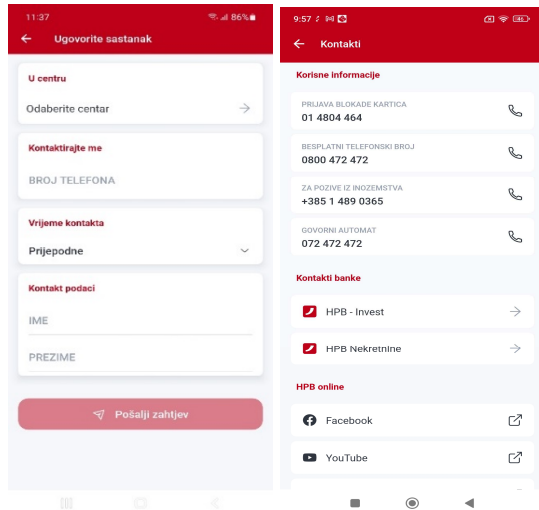 11:37
86%
Ugovorite sastanak
U centru
Odaberite centar
Kontaktirajte me
BROJ TELEFONA
Vrijeme kontakta
Prijepodne
Kontakt podaci
IME
PREZIME
Pošalji zahtjev
9:57
Kontakti
Korisne informacije
PRIJAVA BLOKADE KARTICA
01 4804 464
BESPLATNI TELEFONSKI BROJ
0800 472 472
ZA POZIVE IZ INOZEMSTVA
+385 1 489 0365
GOVORNI AUTOMAT
072 472 472
Kontakti banke
HPB - Invest
HPB Nekretnine
HPB online
Facebook
YouTube